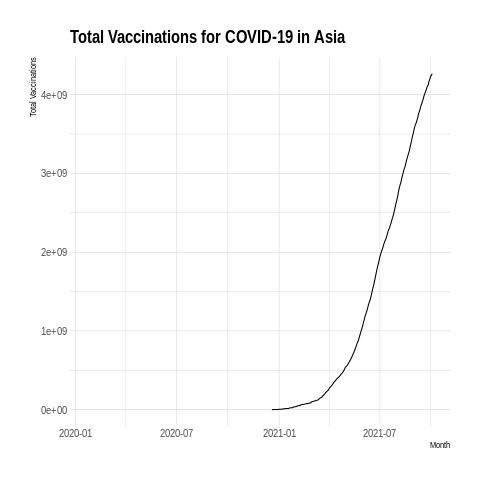 Total Vaccinations for COVID-19 in Asia
Total Vaccinations
4e+09
3e+09
2e+09
1e+09
0e+00
2020-01 2020-07 2021-01 2021-07
Month